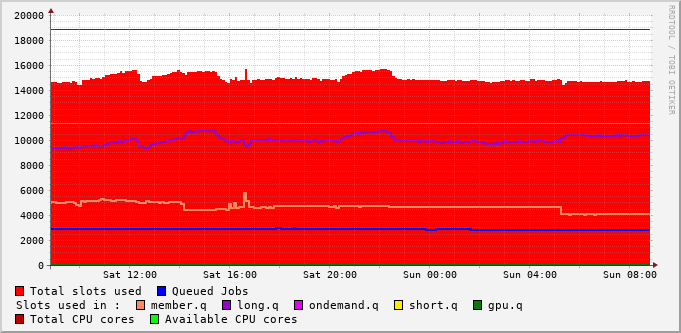 20000
18000
16000
14000
12000
10000
8000
6000
4000
2000
0
Sat 12:00 Sat 16:00 Sat 20:00 Sun 00:00 Sun 04:00 Sun 08:00
Total slots used Queued Jobs
Slots used in : member.q long.q ondemand.q short.q gpu.q
Total CPU cores Available CPU cores
RRDTOOL / TOBI OETIKER